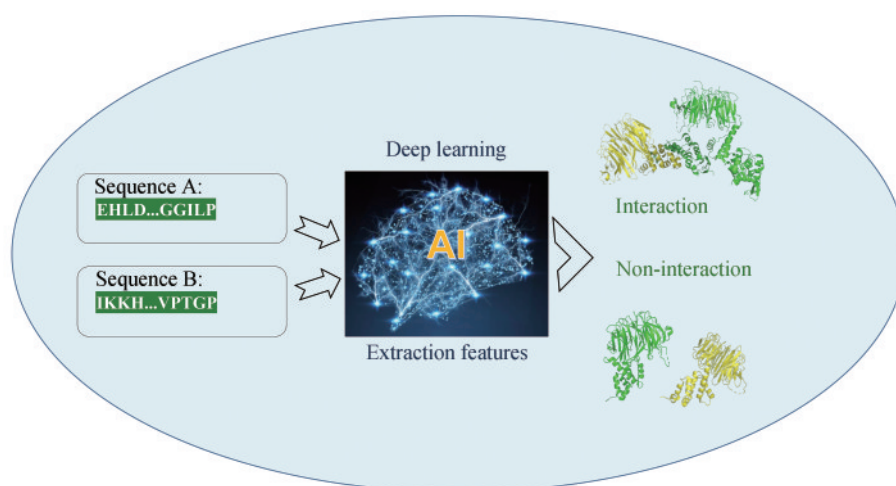 Sequence A:
EHLD...GGILP
Sequence B:
IKKH...VPTGP
Deep learning
AI
Extraction features
Interaction
Non-interaction